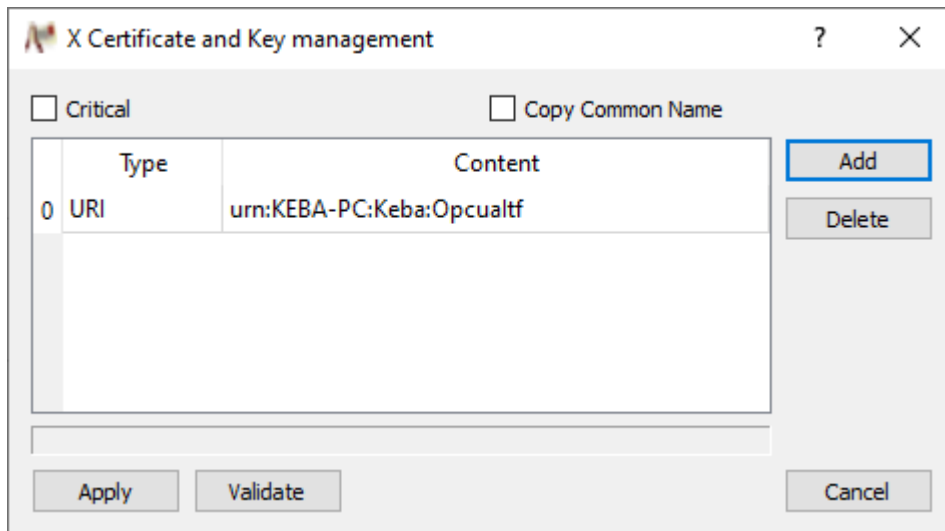 X Certificate and Key management ? X
Critical Copy Common Name
Type Content Add
0 URI urn:KEBA-PC:Keba:Opcualtf Delete
Apply Validate Cancel